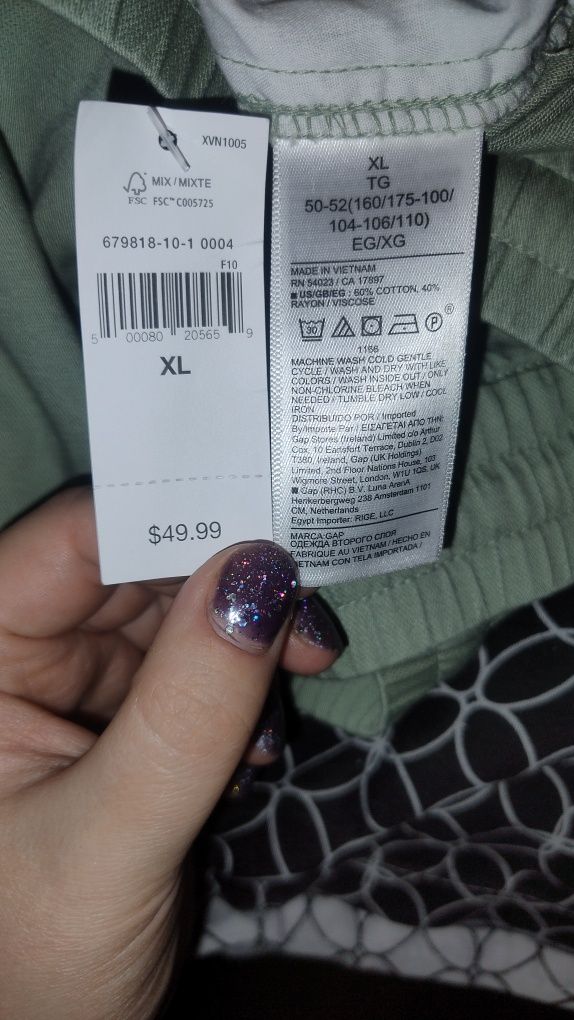 XVN1005
MIX / MIXTE
FSC FSC™ C005725
679818-10-1 0004
F10
5 00080 20565 9
XL
$49.99
XL
TG
50-52(160/175-100/
104-106/110)
EG/XG
MADE IN VIETNAM
RN 54023 / CA 17897
■ US/GB/EG : 60% COTTON, 40%
RAYON / VISCOSE
30 P ®
1166
MACHINE WASH COLD GENTLE
CYCLE / WASH AND DRY WITH LIKE
COLORS / WASH INSIDE OUT / ONLY
NON-CHLORINE BLEACH WHEN
NEEDED / TUMBLE DRY LOW / COOL
IRON
DISTRIBUIDO POR / Imported
By/Importe Par / ΕΙΣΑΓΕΤΑΙ ΑΠΟ ΤΗΝ:
Gap Stores (Ireland) Limited c/o Arthur
Cox, 10 Earlsfort Terrace, Dublin 2, D02
T380, Ireland, Gap (UK Holdings)
Limited, 2nd Floor Nations House, 103
Wigmore Street, London, W1U 1QS, UK
■ Gap (RHC) B.V. Luna ArenA
Herikerbergweg 238 Amsterdam 1101
CM, Netherlands
Egypt Importer: RIGE, LLC
MARCA: GAP
ОДЕЖДА ВТОРОГО СЛОЯ
FABRIQUE AU VIETNAM / HECHO EN
VIETNAM CON TELA IMPORTADA /